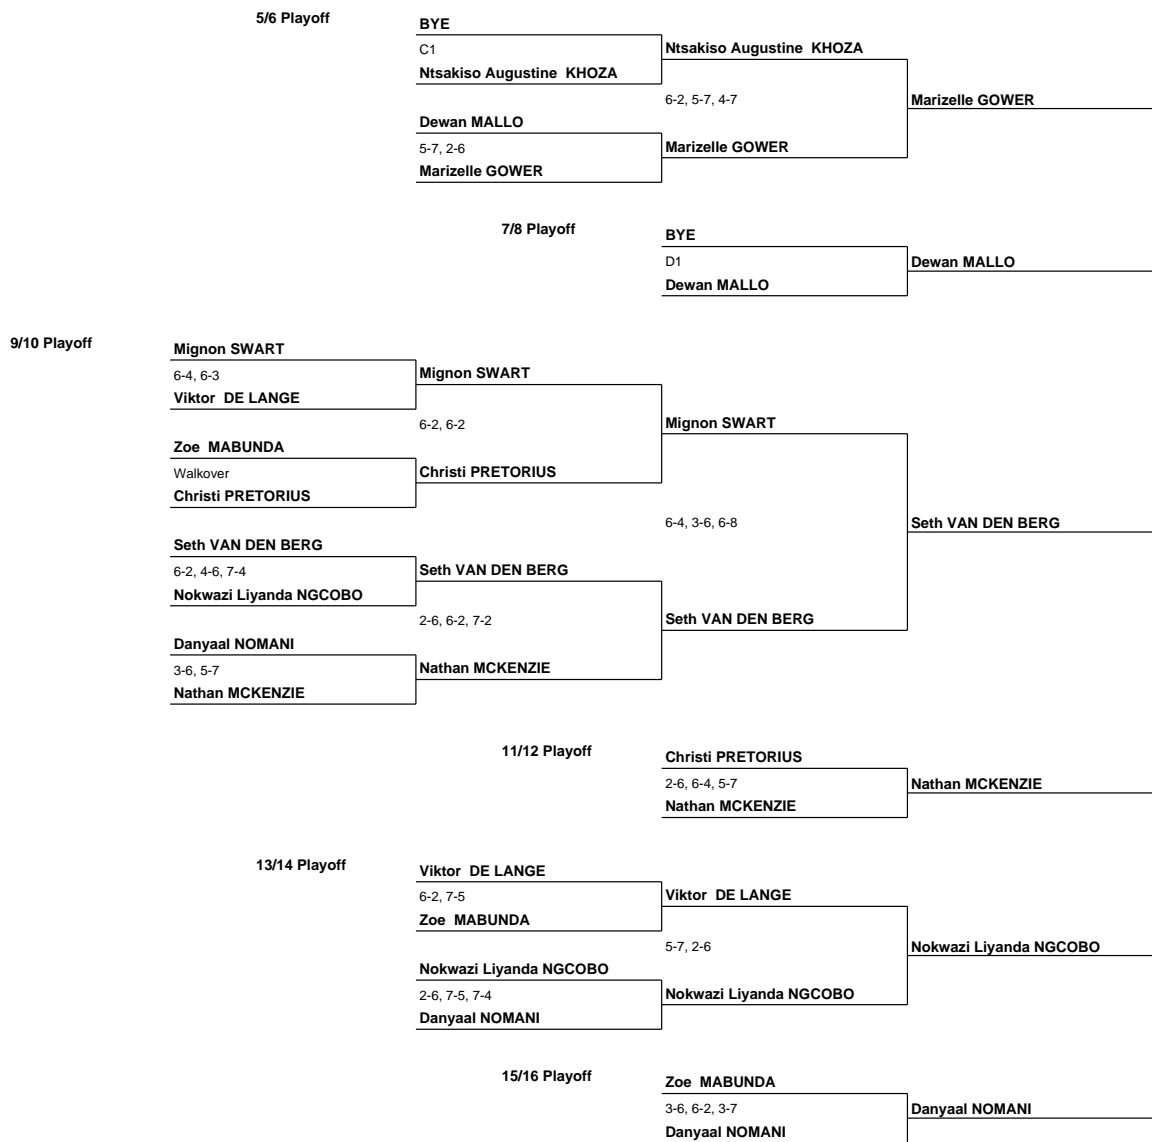 5/6 Playoff
BYE
C1
Ntsakiso Augustine  KHOZA
Ntsakiso Augustine  KHOZA
6-2, 5-7, 4-7
Marizelle GOWER
Dewan MALLO
5-7, 2-6
Marizelle GOWER
Marizelle GOWER
7/8 Playoff
BYE
D1
Dewan MALLO
Dewan MALLO
9/10 Playoff
Mignon SWART
6-4, 6-3
Viktor  DE LANGE
Mignon SWART
6-2, 6-2
Mignon SWART
Zoe  MABUNDA
Walkover
Christi PRETORIUS
Christi PRETORIUS
6-4, 3-6, 6-8
Seth VAN DEN BERG
Seth VAN DEN BERG
6-2, 4-6, 7-4
Nokwazi Liyanda NGCOBO
Seth VAN DEN BERG
2-6, 6-2, 7-2
Seth VAN DEN BERG
Danyaal NOMANI
3-6, 5-7
Nathan MCKENZIE
Nathan MCKENZIE
11/12 Playoff
Christi PRETORIUS
2-6, 6-4, 5-7
Nathan MCKENZIE
Nathan MCKENZIE
13/14 Playoff
Viktor  DE LANGE
6-2, 7-5
Zoe  MABUNDA
Viktor  DE LANGE
5-7, 2-6
Nokwazi Liyanda NGCOBO
Nokwazi Liyanda NGCOBO
2-6, 7-5, 7-4
Danyaal NOMANI
Nokwazi Liyanda NGCOBO
15/16 Playoff
Zoe  MABUNDA
3-6, 6-2, 3-7
Danyaal NOMANI
Danyaal NOMANI